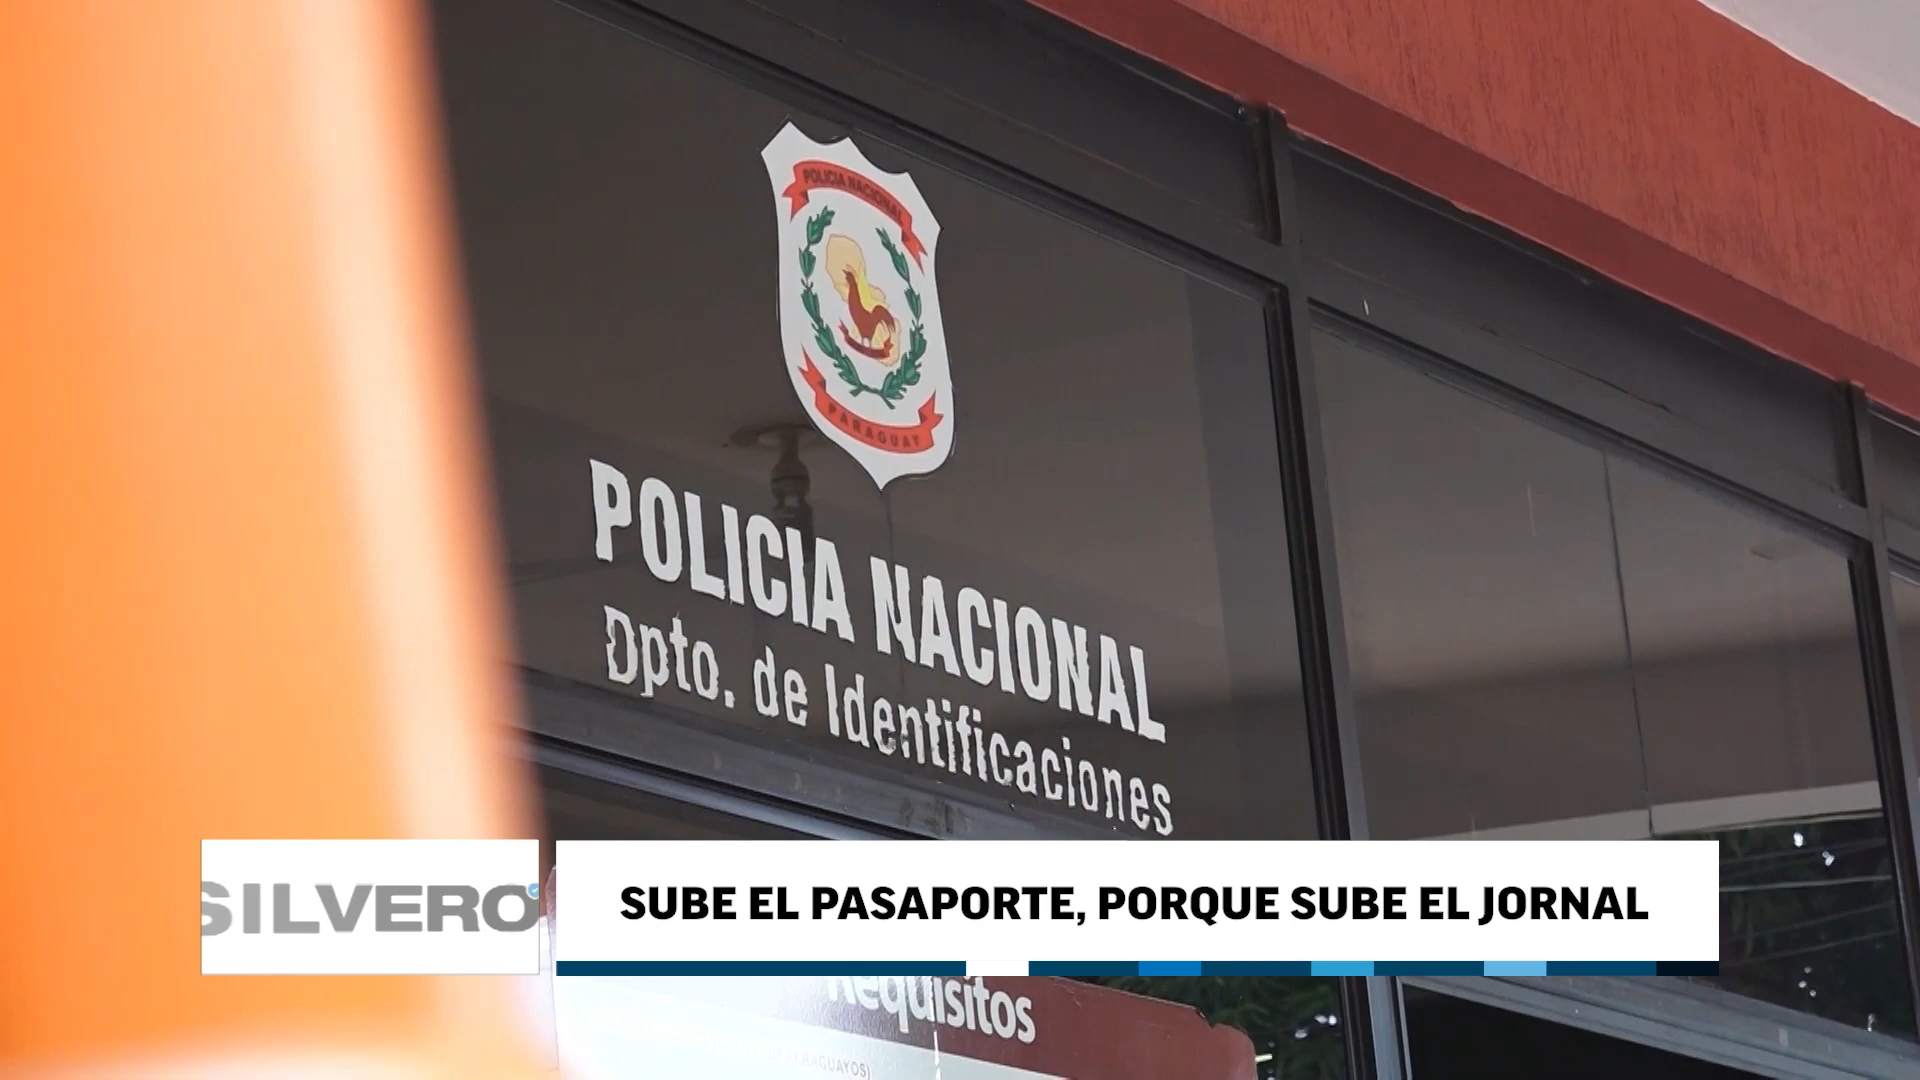 POLICIA NACIONAL
PARAGUAY
POLICIA NACIONAL
Dpto. de Identificaciones
SILVERO
SUBE EL PASAPORTE, PORQUE SUBE EL JORNAL
Requisitos